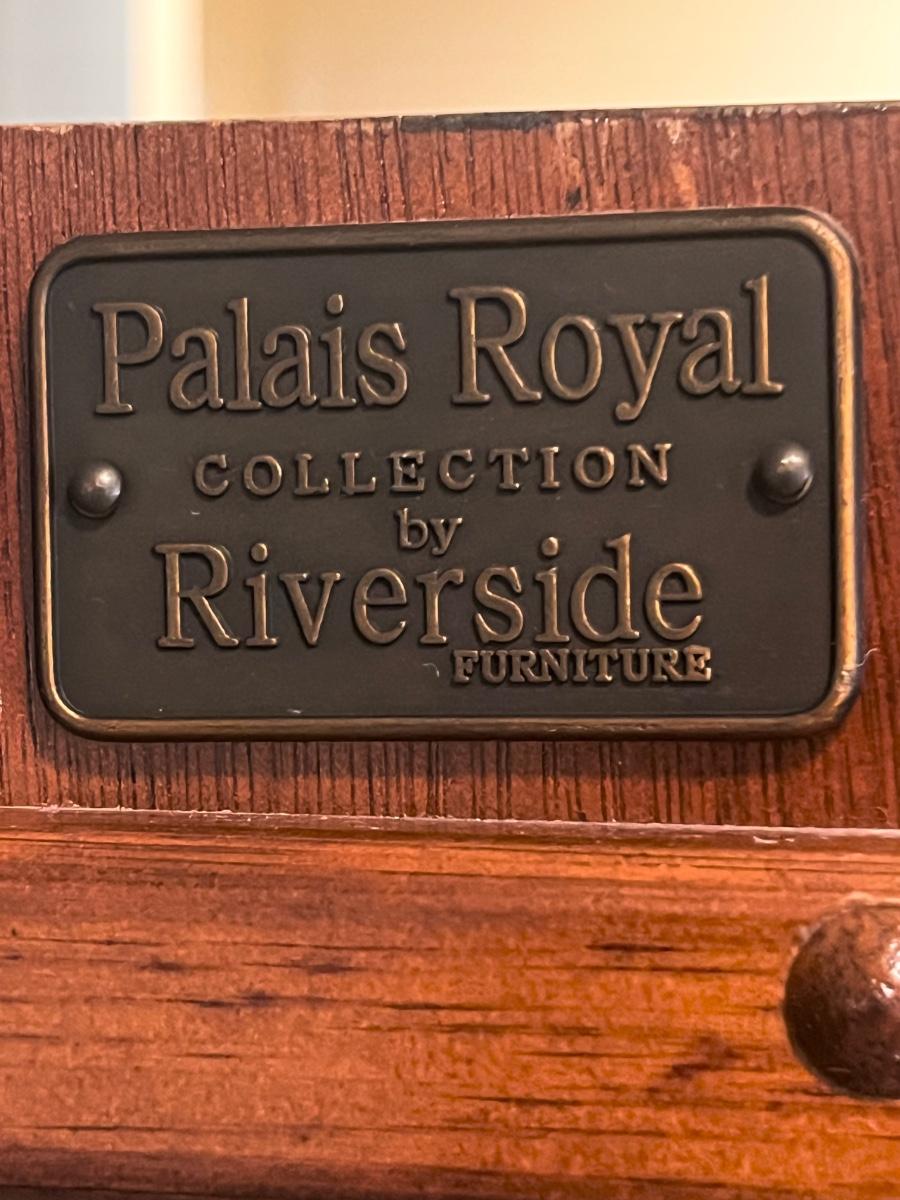 Palais Royal
COLLECTION
by
Riverside
FURNITURE